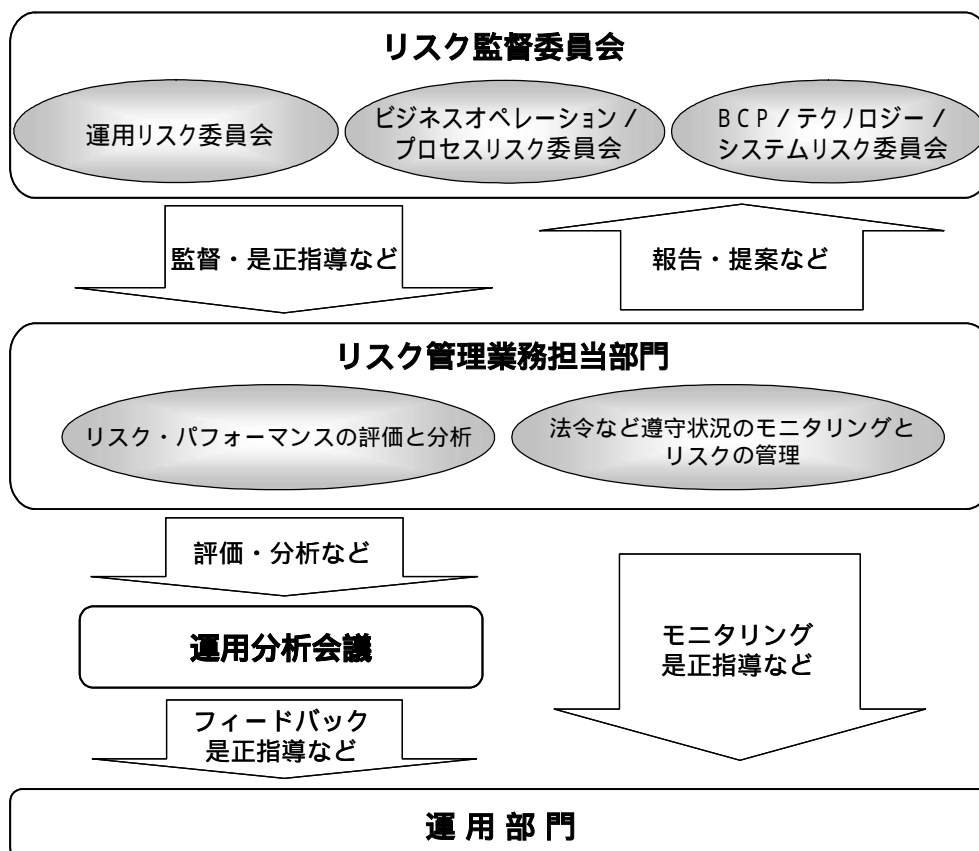 リスク監督委員会
運用リスク委員会
ビジネスオペレーション/
プロセスリスク委員会
BCP/テクノロジー/
システムリスク委員会
監督・是正指導など
報告・提案など
リスク管理業務担当部門
リスク・パフォーマンスの評価と分析
法令など遵守状況のモニタリングと
リスクの管理
評価・分析など
運用分析会議
モニタリング
是正指導など
フィードバック
是正指導など
運用部門